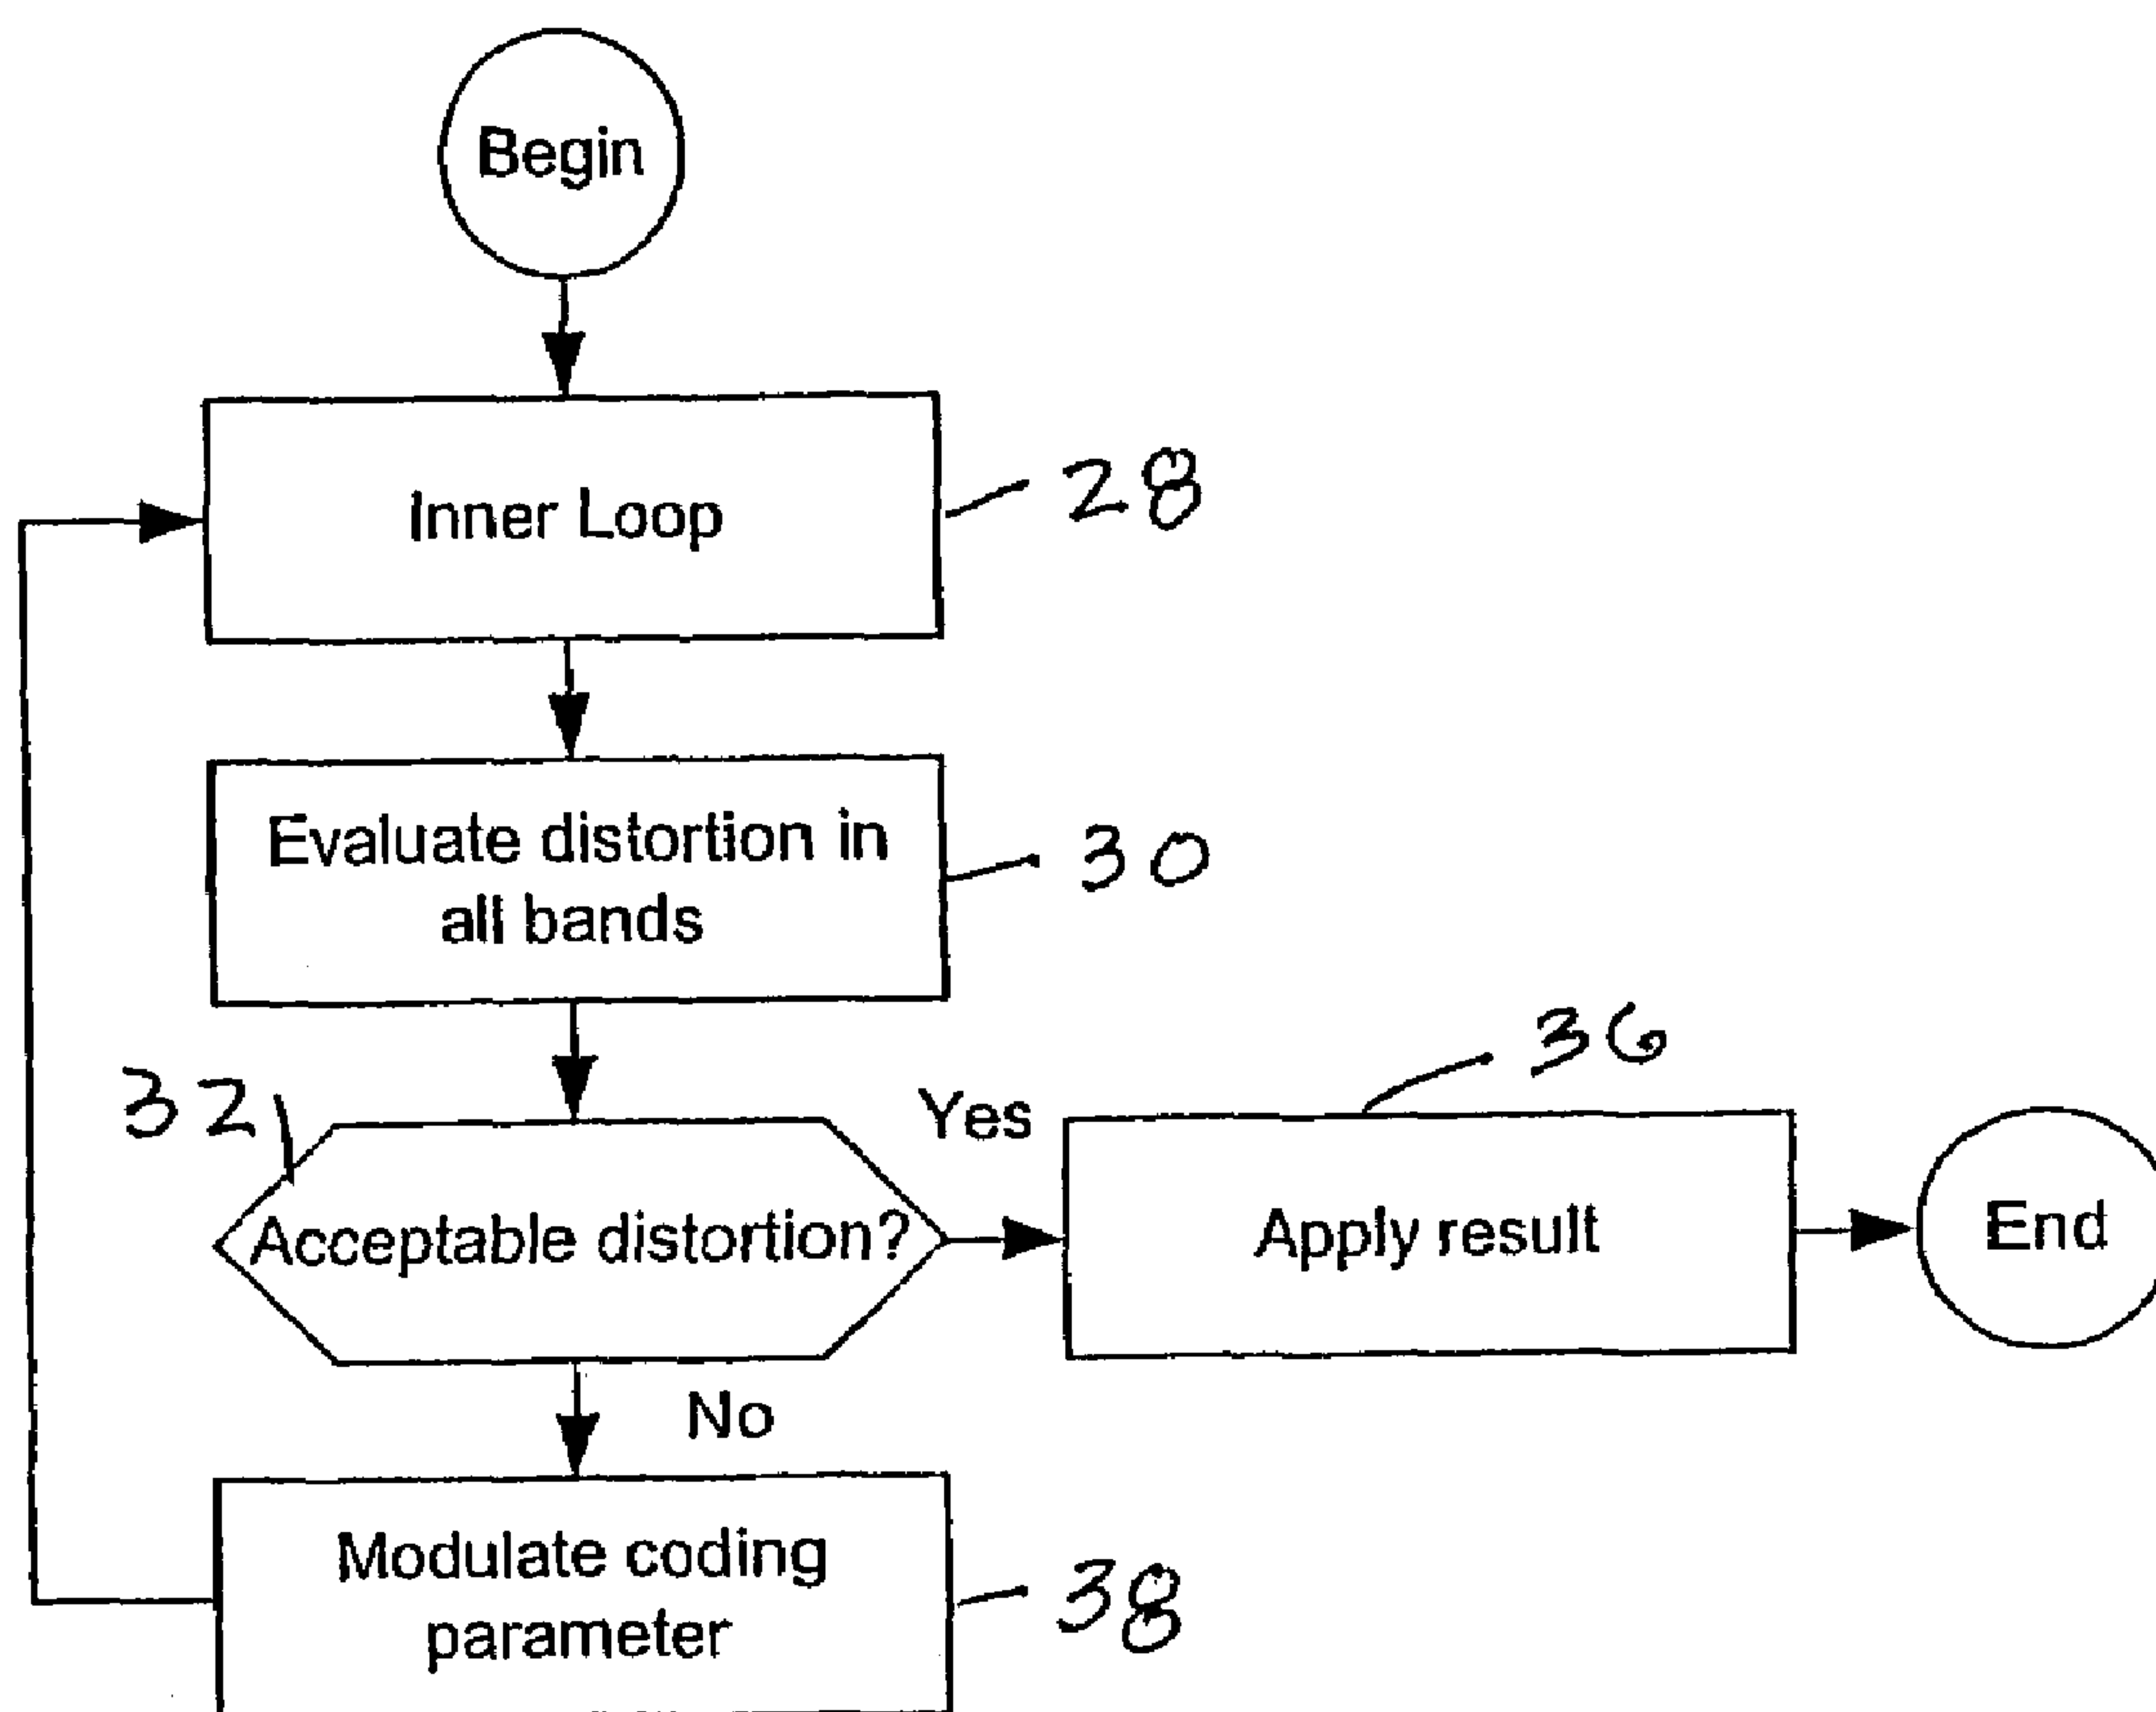 Begin
Inner Loop
28
Evaluate distortion in
all bands
30
32
Acceptable distortion?
Yes
36
Apply result
End
No
Modulate coding
parameter
38